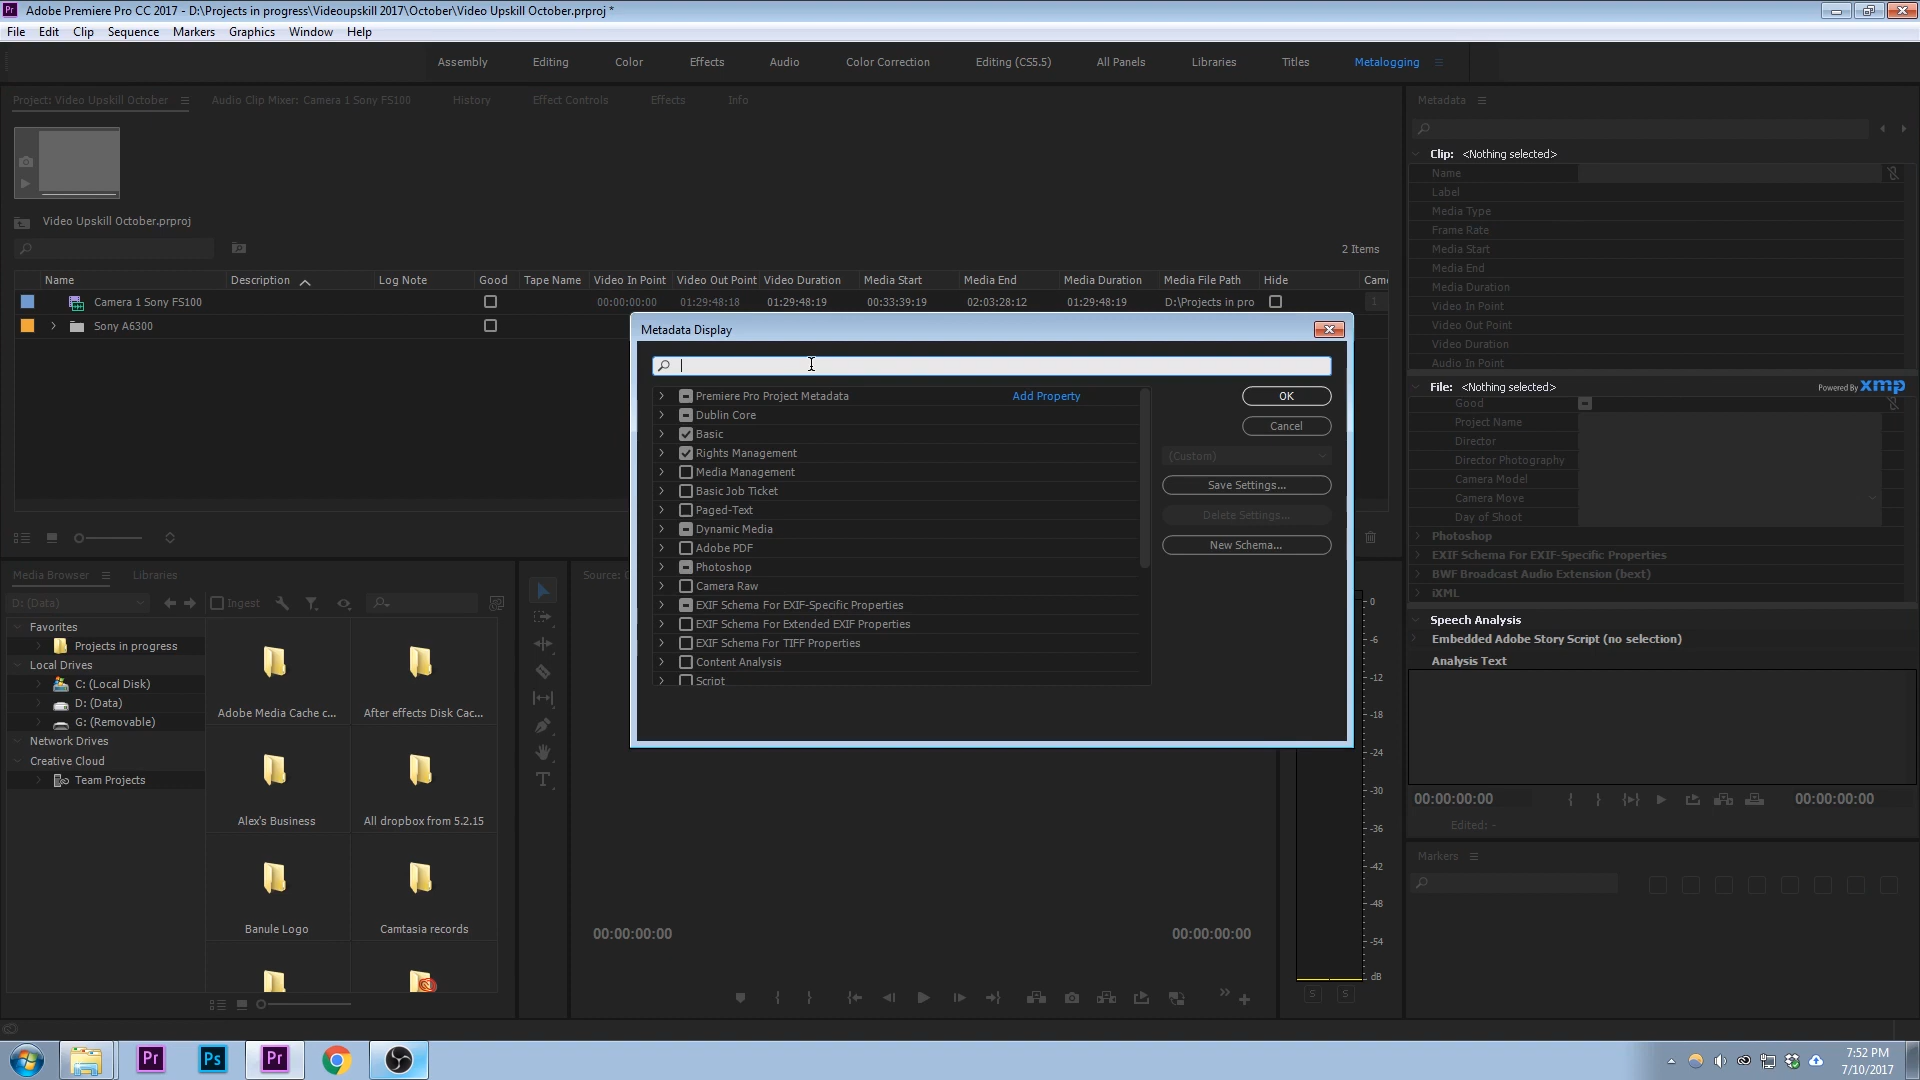 Adobe Premiere Pro CC 2017 - D:\Projects in progress\Videoupskill 2017\October\Video Upskill October.prproj *
File Edit Clip Sequence Markers Graphics Window Help
Assembly Editing Color Effects Audio Color Correction Editing (CS5.5) All Panels Libraries Titles Metalogging
Project: Video Upskill October Audio Clip Mixer: Camera 1 Sony FS100 History Effect Controls Effects Info
Video Upskill October.prproj
2 Items
Name Description Log Note Good Tape Name Video In Point Video Out Point Video Duration Media Start Media End Media Duration Media File Path Hide Came
Camera 1 Sony FS100 00:00:00:00 01:29:48:18 01:29:48:19 00:33:39:19 02:03:28:12 01:29:48:19 D:\Projects in pro 1
Sony A6300
Metadata Display
Premiere Pro Project Metadata Add Property
Dublin Core
Basic
Rights Management
Media Management
Basic Job Ticket
Paged-Text
Dynamic Media
Adobe PDF
Photoshop
Camera Raw
EXIF Schema For EXIF-Specific Properties
EXIF Schema For Extended EXIF Properties
EXIF Schema For TIFF Properties
Content Analysis
Script
OK
Cancel
(Custom)
Save Settings...
Delete Settings...
New Schema...
Metadata
Clip: <Nothing selected>
Name
Label
Media Type
Frame Rate
Media Start
Media End
Media Duration
Video In Point
Video Out Point
Video Duration
Audio In Point
File: <Nothing selected> Powered By xmp
Good
Project Name
Director
Director Photography
Camera Model
Camera Move
Day of Shoot
Photoshop
EXIF Schema For EXIF-Specific Properties
BWF Broadcast Audio Extension (bext)
iXML
Speech Analysis
Embedded Adobe Story Script (no selection)
Analysis Text
00:00:00:00 00:00:00:00
Edited: -
Markers
Media Browser Libraries
D: (Data) Ingest
Favorites
Projects in progress
Local Drives
C: (Local Disk)
D: (Data)
G: (Removable)
Network Drives
Creative Cloud
Team Projects
Adobe Media Cache c... After effects Disk Cac...
Alex's Business All dropbox from 5.2.15
Banule Logo Camtasia records
Source:
00:00:00:00 00:00:00:00
0
-6
-12
-18
-24
-30
-36
-42
-48
-54
dB
S S
Pr Ps Pr
7:52 PM
7/10/2017